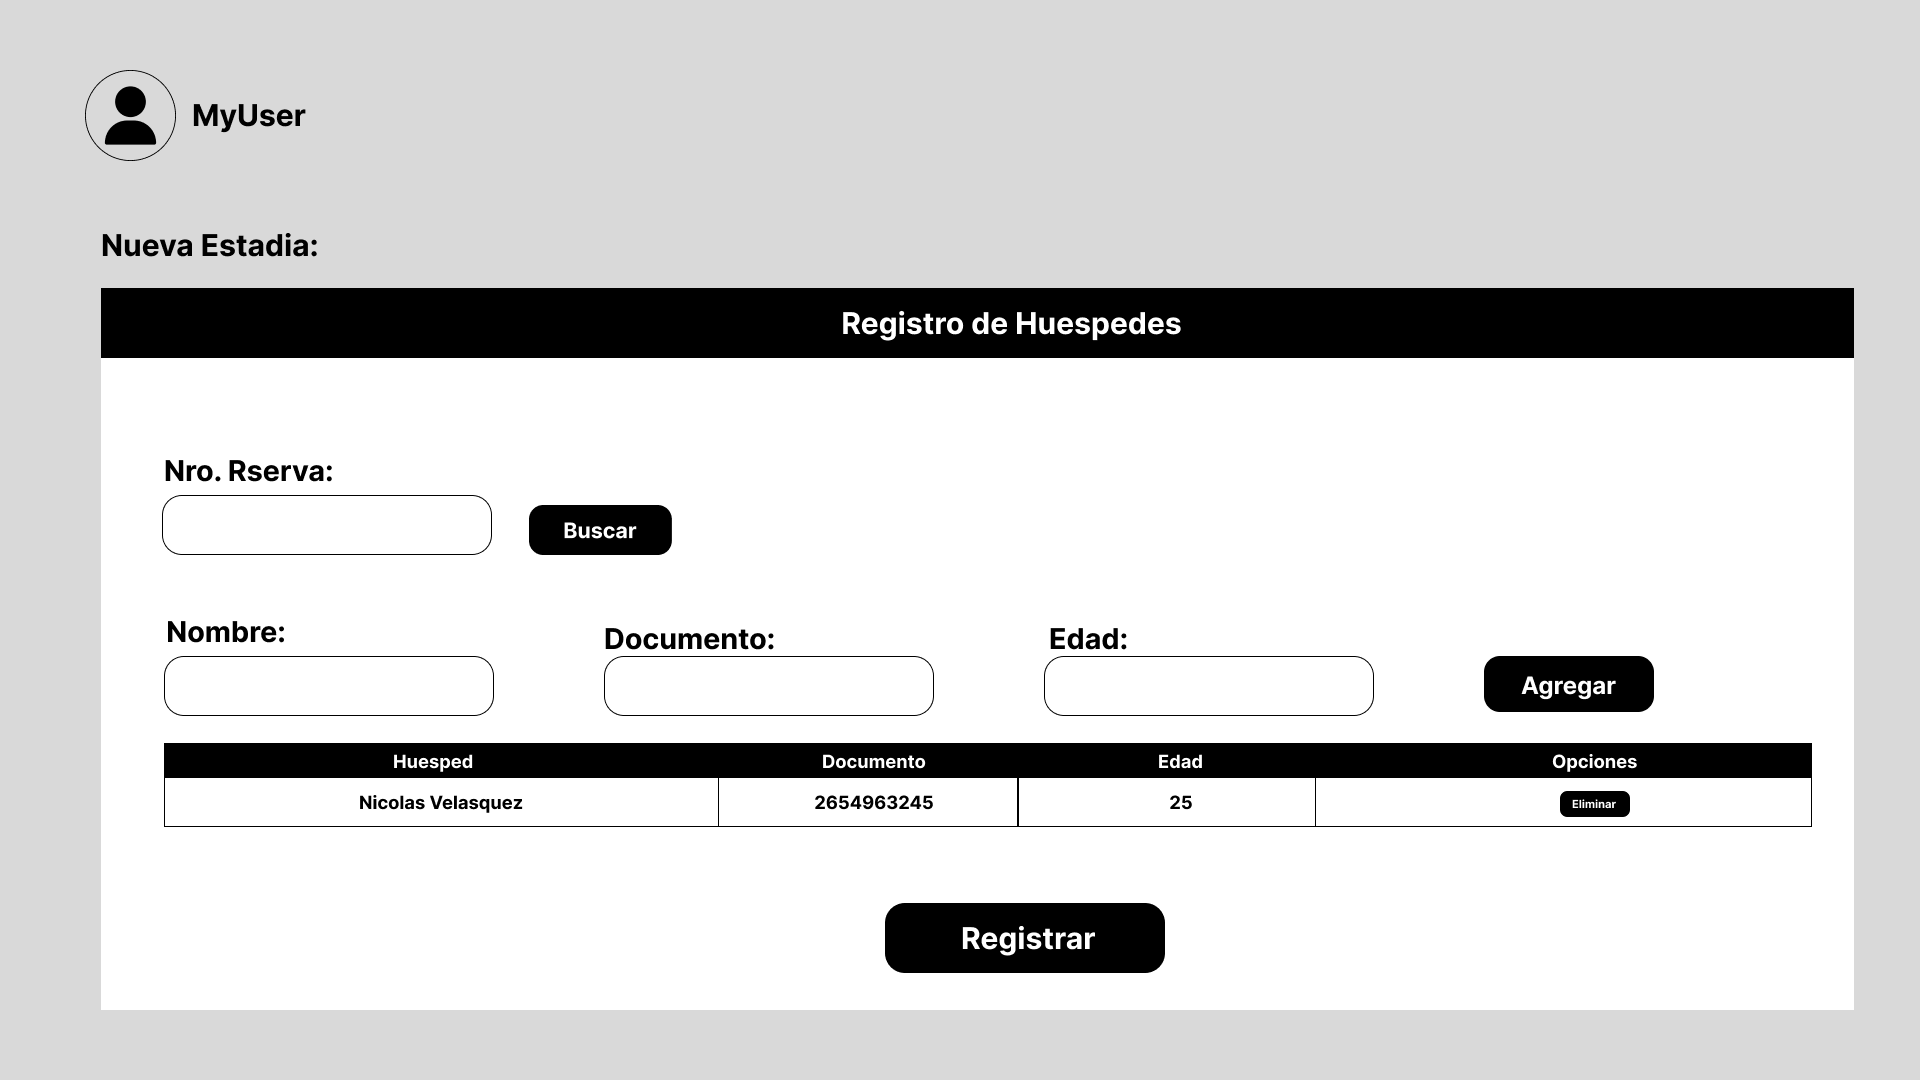 MyUser
Nueva Estadia:
Registro de Huespedes
Nro. Rserva:
Buscar
Nombre:
Documento:
Edad:
Agregar
Huesped Documento Edad Opciones
Nicolas Velasquez 2654963245 25 Eliminar
Registrar